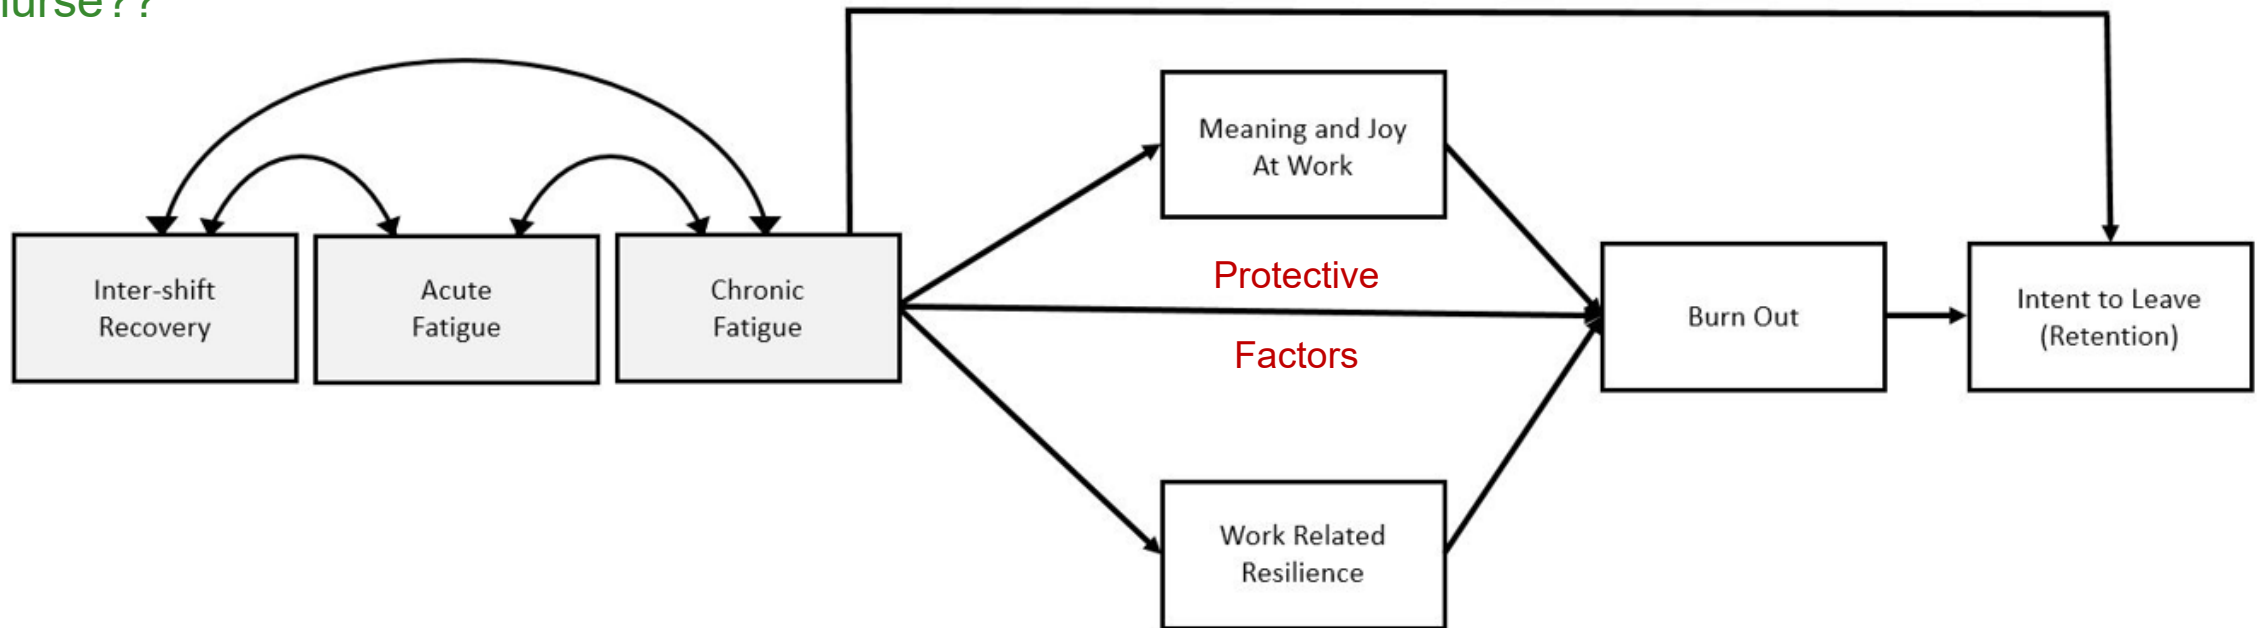 nurse??
Meaning and Joy
At Work
Inter-shift
Recovery
Acute
Fatigue
Chronic
Fatigue
Protective
Factors
Burn Out
Intent to Leave
(Retention)
Work Related
Resilience